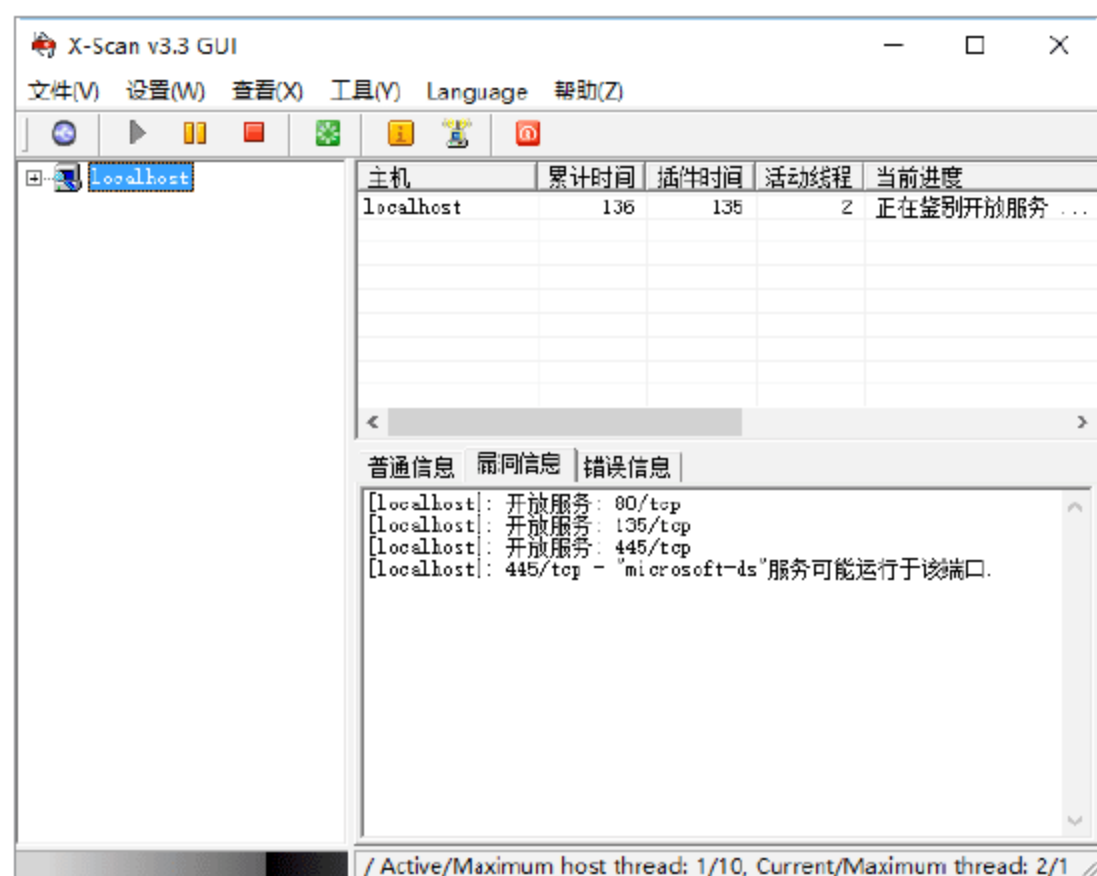 X-Scan v3.3 GUI
文件(V) 设置(W) 查看(X) 工具(Y) Language 帮助(Z)
localhost
主机 累计时间 插件时间 活动线程 当前进度
localhost 136 135 2 正在鉴别开放服务 ...
普通信息 漏洞信息 错误信息
[localhost]: 开放服务: 80/tcp
[localhost]: 开放服务: 135/tcp
[localhost]: 开放服务: 445/tcp
[localhost]: 445/tcp - "microsoft-ds"服务可能运行于该端口.
/ Active/Maximum host thread: 1/10, Current/Maximum thread: 2/1